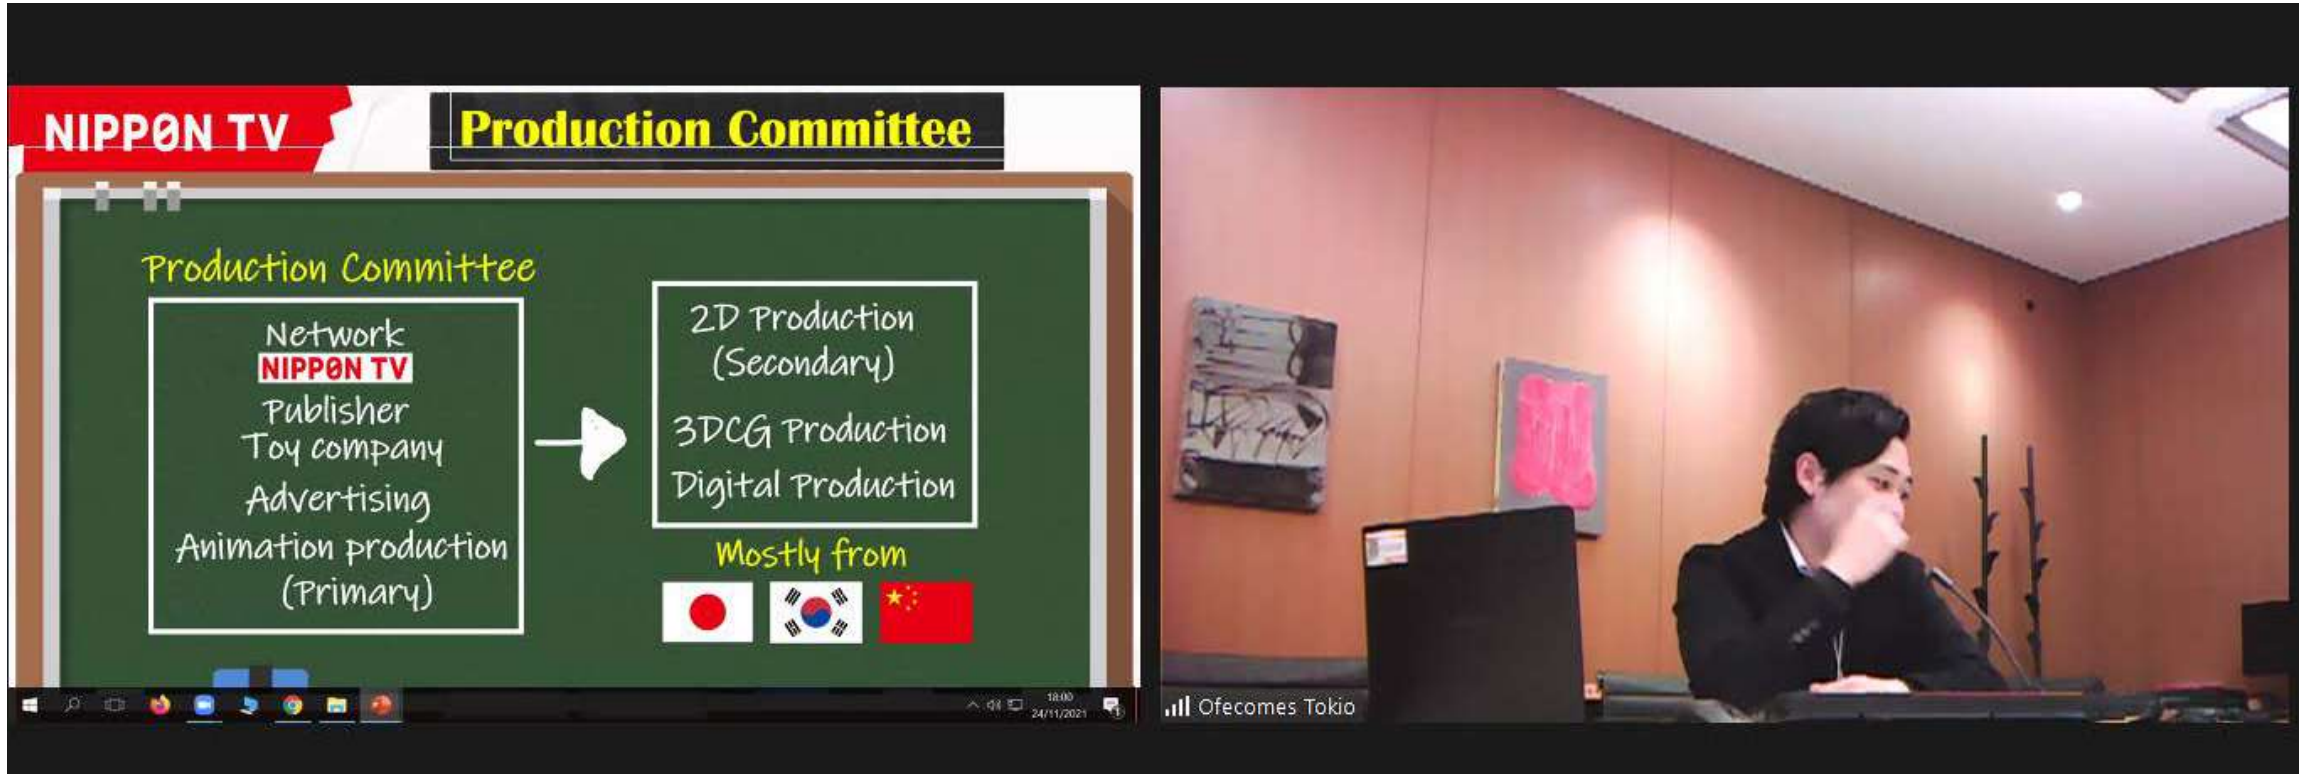 NIPPON TV
Production Committee
Production Committee
Network
NIPPON TV
Publisher
Toy company
Advertising
Animation production
(Primary)
2D Production
(Secondary)
3DCG Production
Digital Production
Mostly from
18:00
24/11/2021
1
Ofecomes Tokio